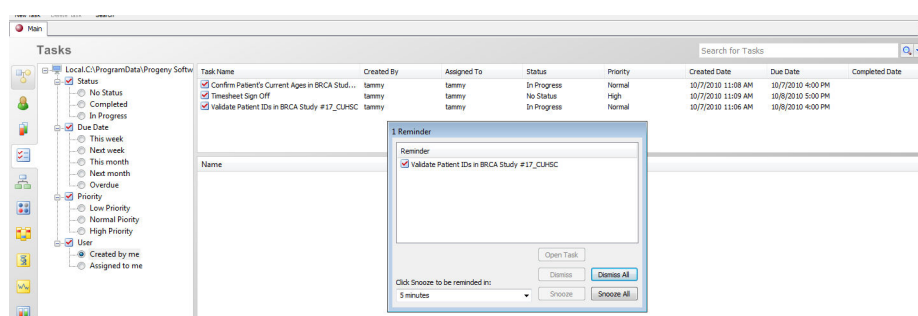 New Task Delete Task Search
Main
Tasks
Search for Tasks
Local.C:\ProgramData\Progeny Softw
Status
No Status
Completed
In Progress
Due Date
This week
Next week
This month
Next month
Overdue
Priority
Low Priority
Normal Piority
High Priority
User
Created by me
Assigned to me
Task Name Created By Assigned To Status Priority Created Date Due Date Completed Date
Confirm Patient's Current Ages in BRCA Stud... tammy tammy In Progress Normal 10/7/2010 11:08 AM 10/7/2010 4:00 PM
Timesheet Sign Off tammy tammy No Status High 10/7/2010 11:09 AM 10/8/2010 5:00 PM
Validate Patient IDs in BRCA Study #17_CUHSC tammy tammy In Progress Normal 10/7/2010 11:06 AM 10/8/2010 4:00 PM
Name
1 Reminder
Reminder
Validate Patient IDs in BRCA Study #17_CUHSC
Open Task
Dismiss Dismiss All
Click Snooze to be reminded in:
5 minutes Snooze Snooze All